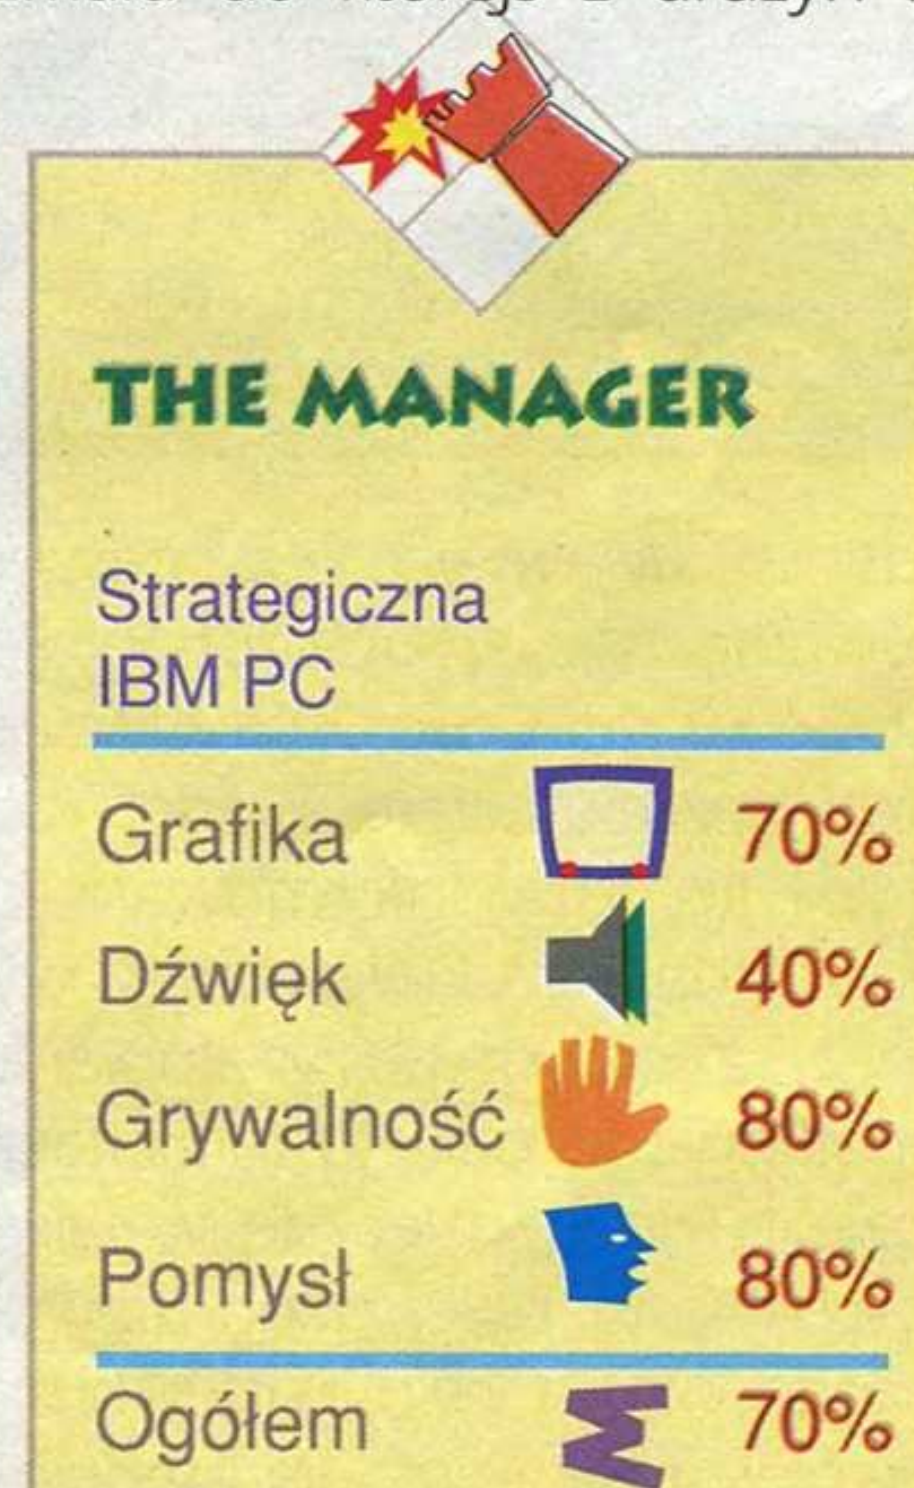 THE MANAGER
Strategiczna
IBM PC
Grafika 70%
Dźwięk 40%
Grywalność 80%
Pomysł 80%
Ogółem 70%